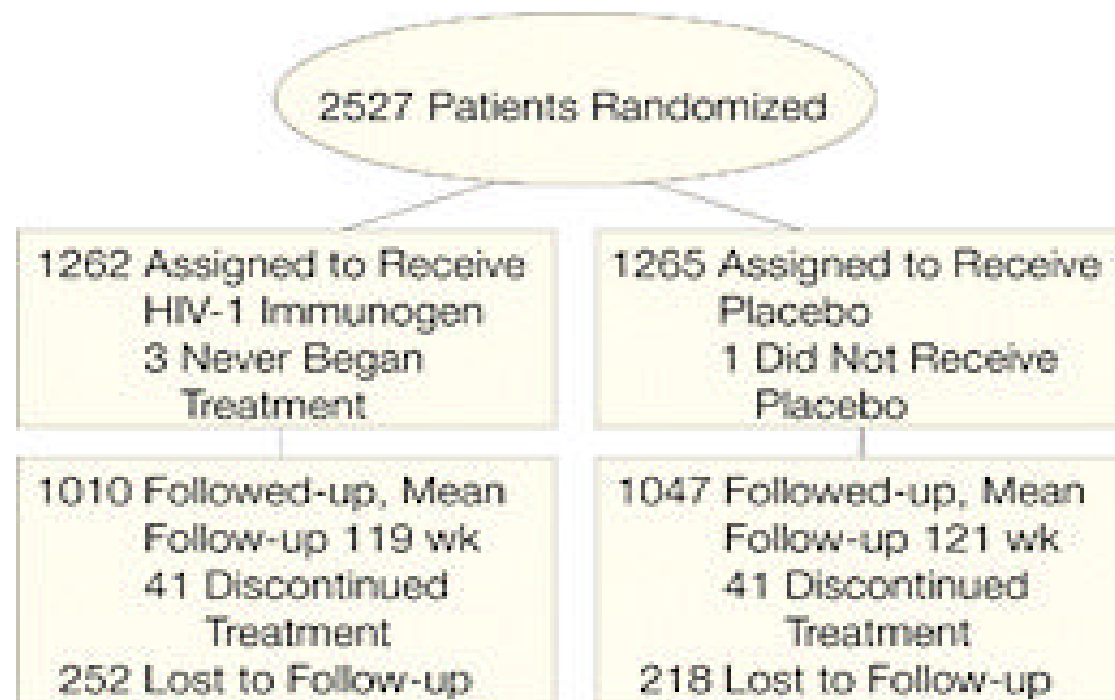 2527 Patients Randomized
1262 Assigned to Receive
HIV-1 Immunogen
3 Never Began
Treatment
1265 Assigned to Receive
Placebo
1 Did Not Receive
Placebo
1010 Followed-up, Mean
Follow-up 119 wk
41 Discontinued
Treatment
252 Lost to Follow-up
1047 Followed-up, Mean
Follow-up 121 wk
41 Discontinued
Treatment
218 Lost to Follow-up